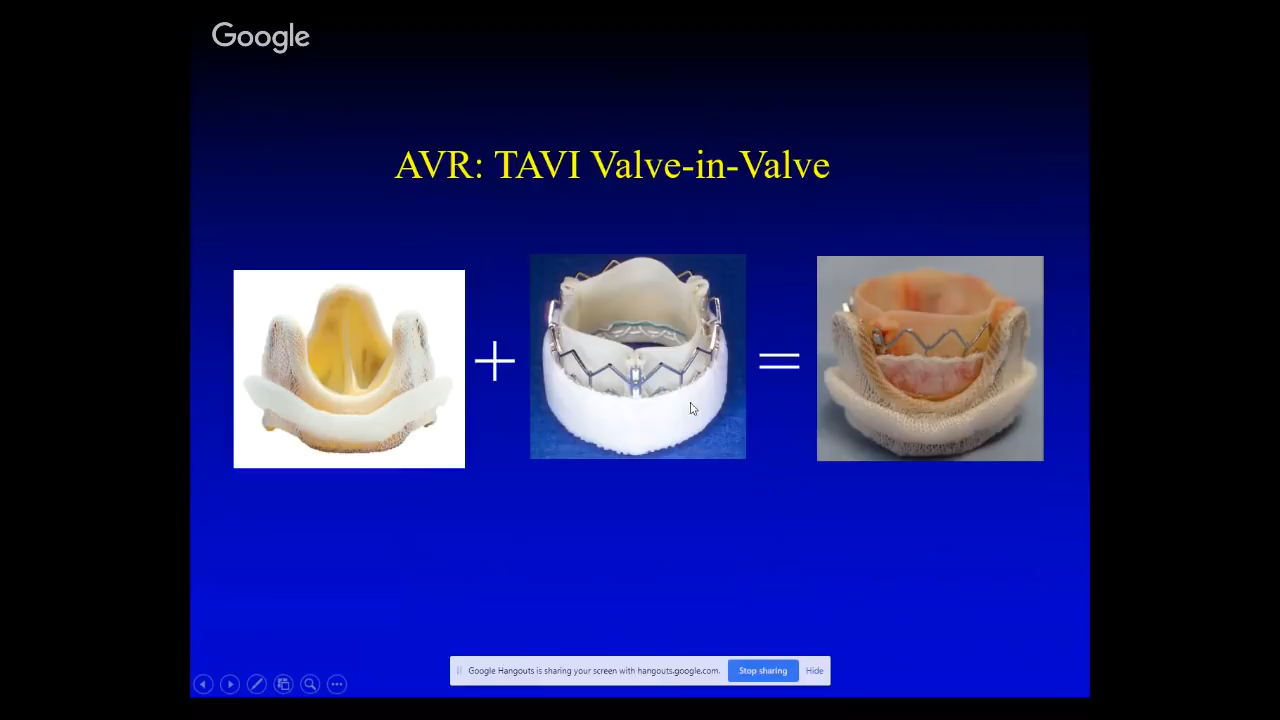 Google
AVR: TAVI Valve-in-Valve
+ =
Google Hangouts is sharing your screen with hangouts.google.com. Stop sharing Hide